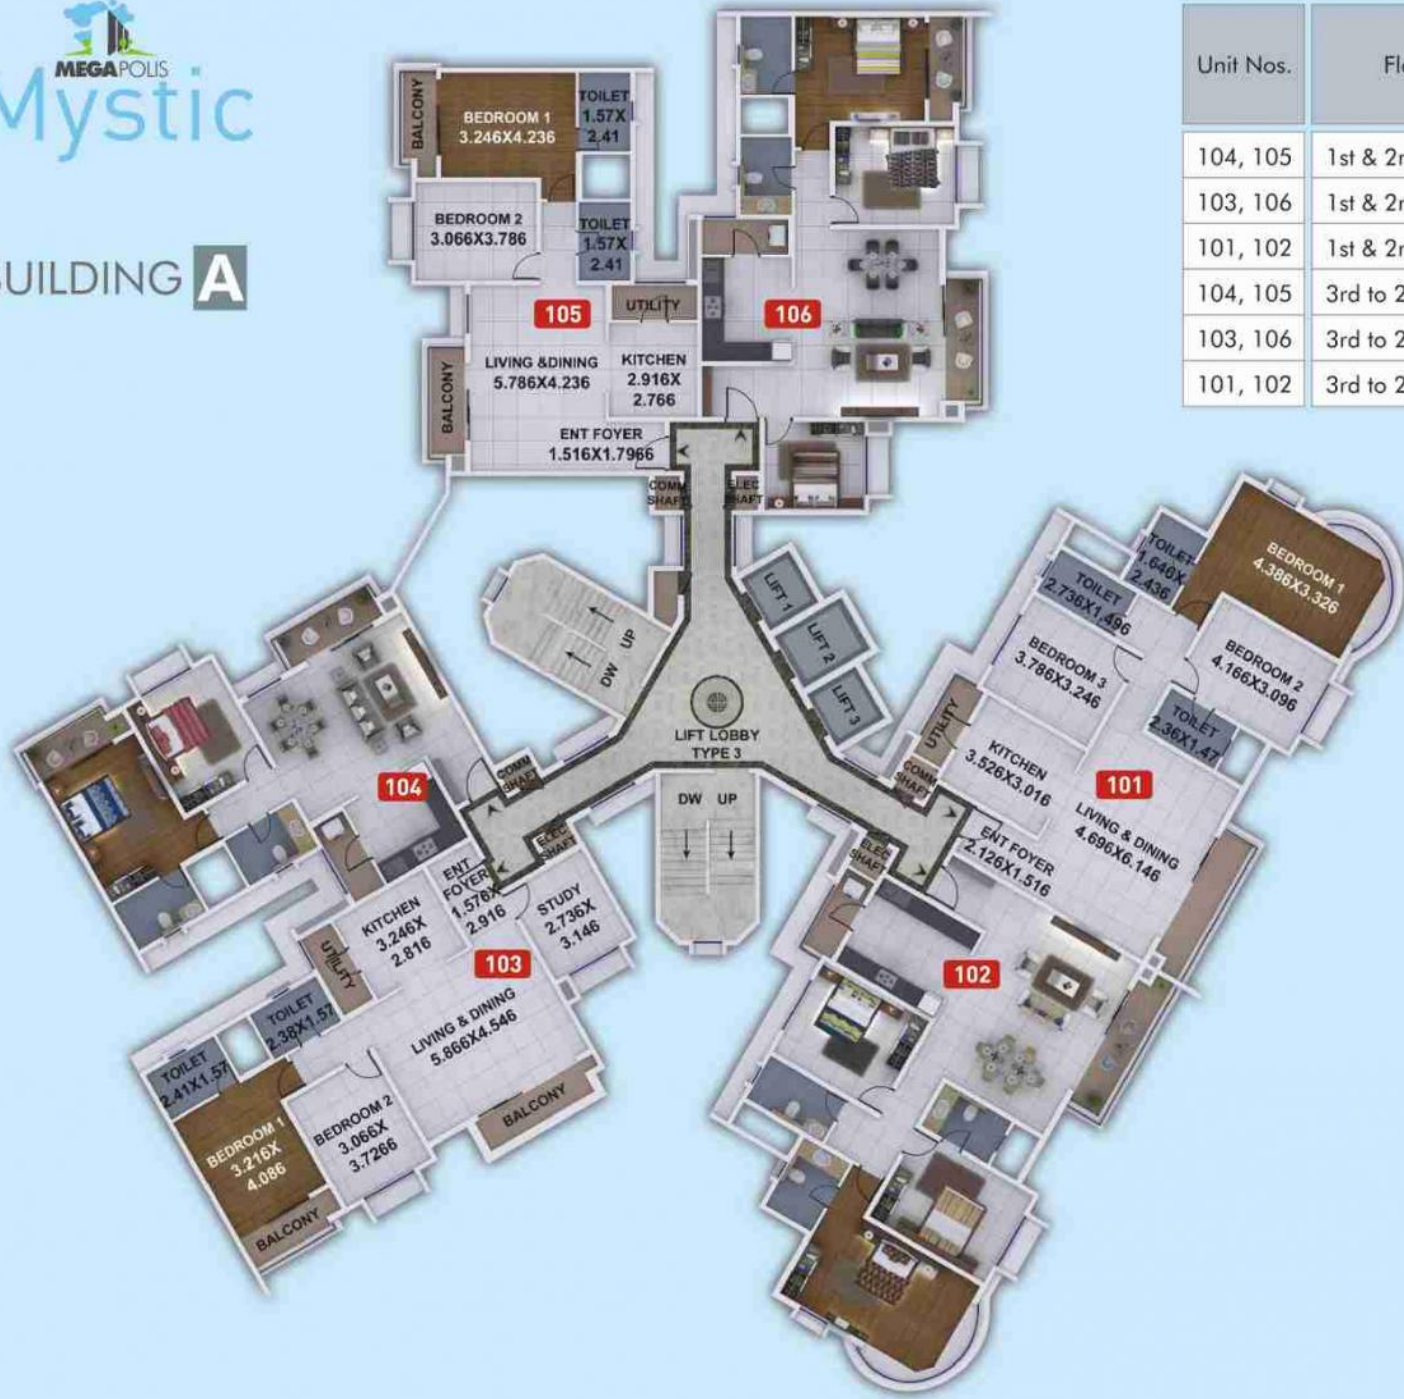 MEGAPOLIS
Mystic
BUILDING A
Unit Nos.
104, 105
103, 106
101, 102
104, 105
103, 106
101, 102
1st &
1st &
1st &
3rd to
3rd to
3rd to
BALCONY
BEDROOM 1
3.246X4.236
TOILET
1.57X
2.41
BEDROOM 2
3.066X3.786
TOILET
1.57X
2.41
105
UTILITY
106
LIVING &DINING
5.786X4.236
KITCHEN
2.916X
2.766
BALCONY
ENT FOYER
1.516X1.7966
COMM
SHAFT
ELEC
SHAFT
LIFT 1
LIFT 2
LIFT 3
UP
DW
LIFT LOBBY
TYPE 3
DW UP
TOILET
1.646X
2.436
BEDROOM 1
4.386X3.326
TOILET
2.736X1.496
BEDROOM 3
3.786X3.246
BEDROOM 2
4.166X3.096
TOILET
2.36X1.47
UTILITY
KITCHEN
3.526X3.016
101
COMM
SHAFT
LIVING & DINING
4.696X6.146
ENT FOYER
2.126X1.516
ELEC
SHAFT
102
104
COMM
SHAFT
ELEC
SHAFT
ENT
FOYER
1.576X
2.916
STUDY
2.736X
3.146
KITCHEN
3.246X
2.816
UTILITY
103
LIVING & DINING
5.866X4.546
TOILET
2.38X1.57
TOILET
2.41X1.57
BEDROOM 1
3.216X
4.086
BEDROOM 2
3.066X
3.7266
BALCONY
BALCONY